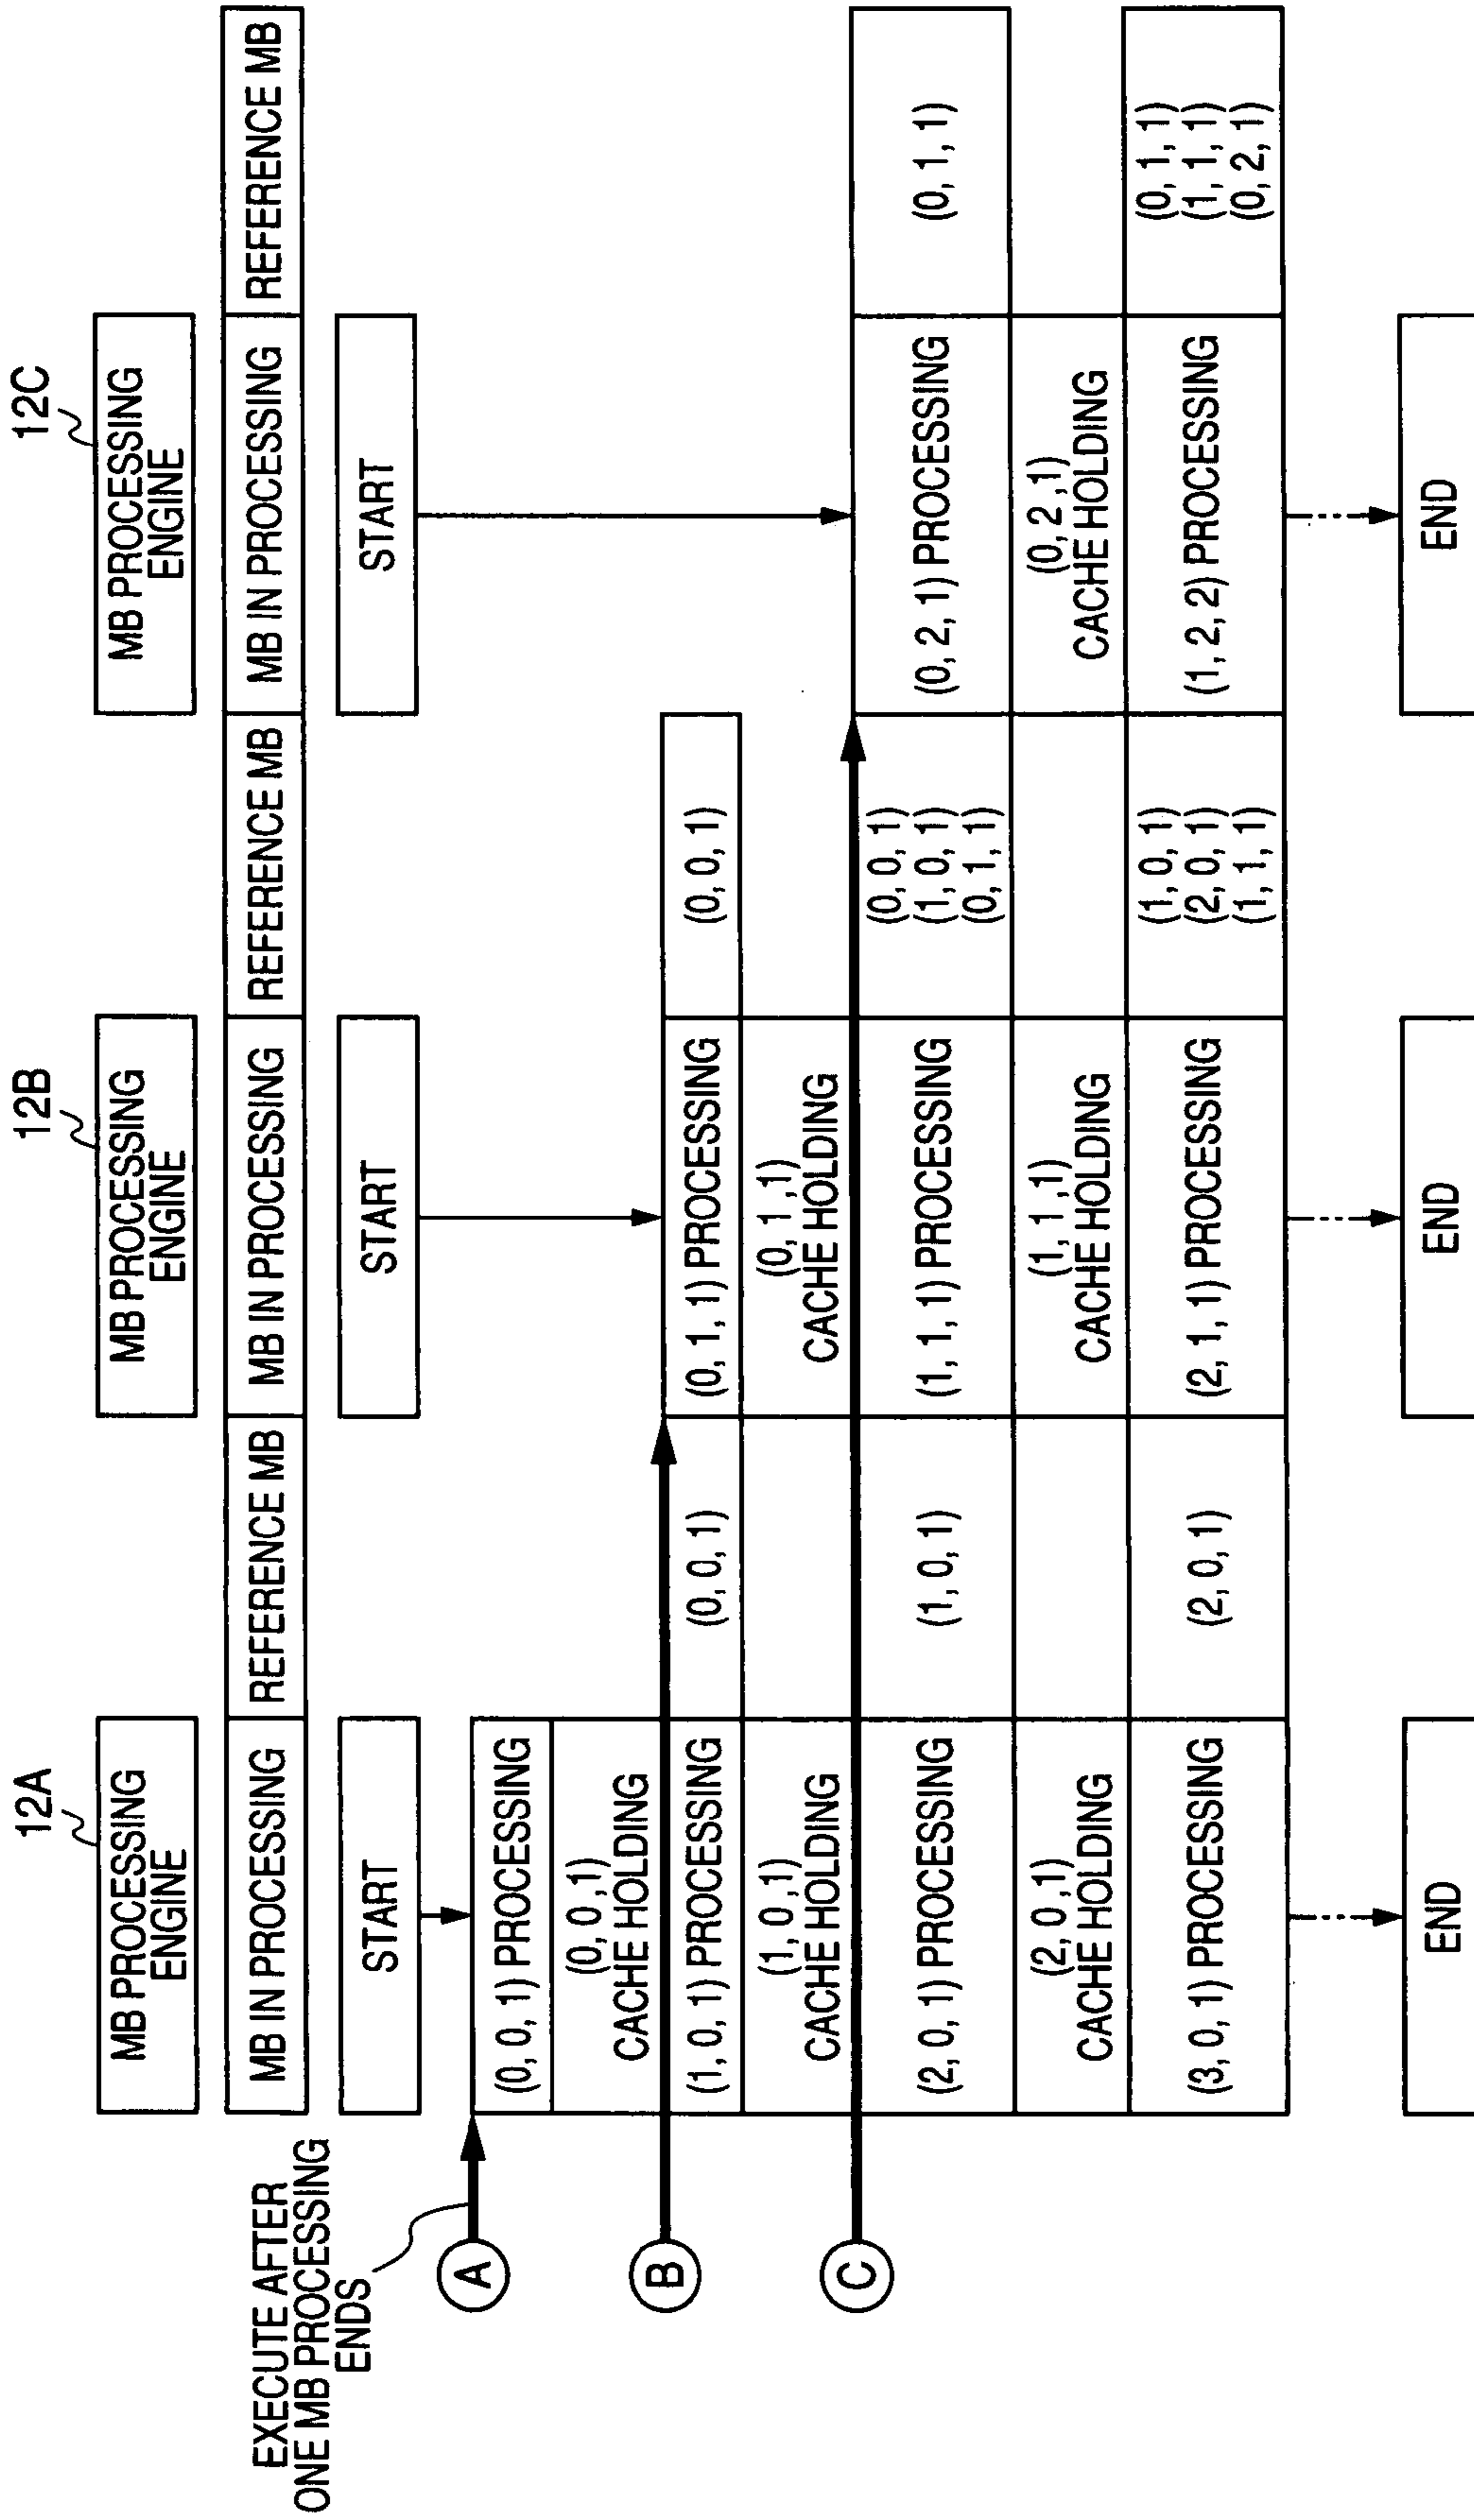 12A
12B
12C
MB PROCESSING
ENGINE
MB PROCESSING
ENGINE
MB PROCESSING
ENGINE
EXECUTE AFTER
ONE MB PROCESSING
ENDS
MB IN PROCESSING
REFERENCE MB
MB IN PROCESSING
REFERENCE MB
MB IN PROCESSING
REFERENCE MB
START
START
START
A
(0, 0, 1) PROCESSING
(0, 0, 1)
CACHE HOLDING
B
(1, 0, 1) PROCESSING
(0, 0, 1)
(0, 1, 1) PROCESSING
(0, 0, 1)
(1, 0, 1)
CACHE HOLDING
(0, 1, 1)
CACHE HOLDING
C
(2, 0, 1) PROCESSING
(1, 0, 1)
(1, 1, 1) PROCESSING
(0, 0, 1)
(1, 0, 1)
(0, 1, 1)
(0, 2, 1) PROCESSING
(0, 1, 1)
(2, 0, 1)
CACHE HOLDING
(1, 1, 1)
CACHE HOLDING
(0, 2, 1)
CACHE HOLDING
(3, 0, 1) PROCESSING
(2, 0, 1)
(2, 1, 1) PROCESSING
(1, 0, 1)
(2, 0, 1)
(1, 1, 1)
(1, 2, 2) PROCESSING
(0, 1, 1)
(1, 1, 1)
(0, 2, 1)
END
END
END